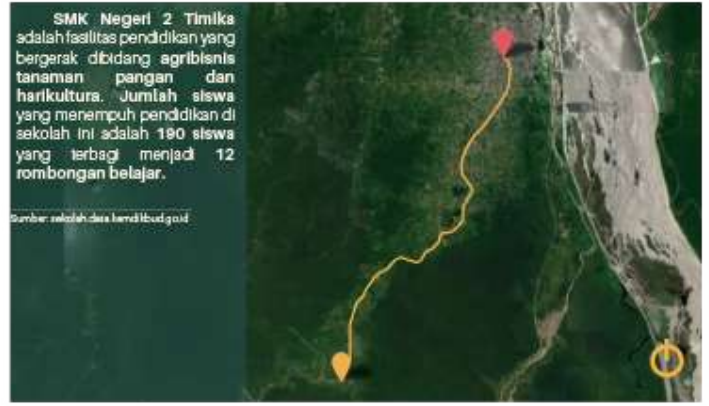 SMK Negeri 2 Timika
adalah fasilitas pendidikan yang
bergerak dibidang agribisnis
tanaman pangan dan
harikultura. Jumlah siswa
yang menempuh pendidikan di
sekolah ini adalah 190 siswa
yang terbagi menjadi 12
rombongan belajar.
Sumber: sekolah.data.kemdikbud.go.id